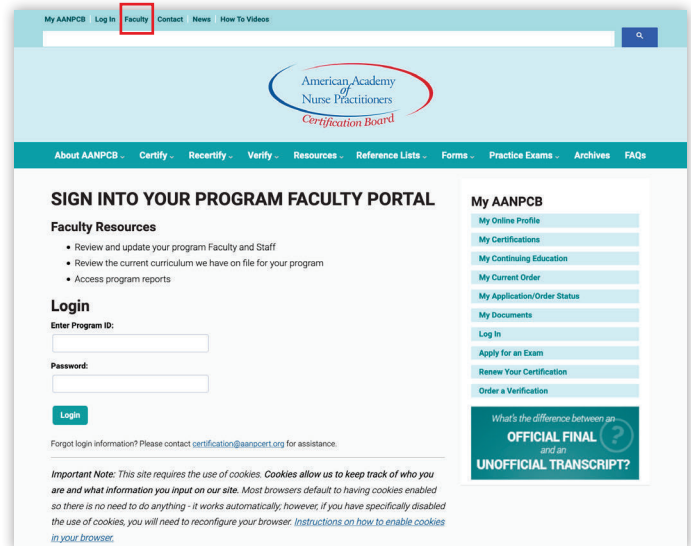 My AANPCB Log In Faculty Contact News How To Videos
American Academy
of
Nurse Practitioners
Certification Board
About AANPCB Certify Recertify Verify Resources Reference Lists Forms Practice Exams Archives FAQs
SIGN INTO YOUR PROGRAM FACULTY PORTAL
Faculty Resources
• Review and update your program Faculty and Staff
• Review the current curriculum we have on file for your program
• Access program reports
Login
Enter Program ID:
Password:
Login
Forgot login information? Please contact certification@aanpcert.org for assistance.
Important Note: This site requires the use of cookies. Cookies allow us to keep track of who you
are and what information you input on our site. Most browsers default to having cookies enabled
so there is no need to do anything - it works automatically; however, if you have specifically disabled
the use of cookies, you will need to reconfigure your browser. Instructions on how to enable cookies
in your browser.
My AANPCB
My Online Profile
My Certifications
My Continuing Education
My Current Order
My Application/Order Status
My Documents
Log In
Apply for an Exam
Renew Your Certification
Order a Verification
What's the difference between an
OFFICIAL FINAL
and an
UNOFFICIAL TRANSCRIPT?
?